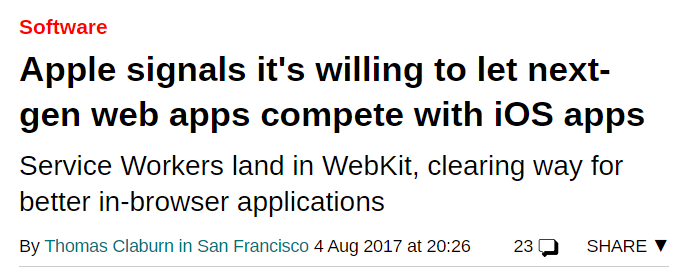 Software
Apple signals it's willing to let next-
gen web apps compete with iOS apps
Service Workers land in WebKit, clearing way for
better in-browser applications
By Thomas Claburn in San Francisco 4 Aug 2017 at 20:26 23 SHARE ▼